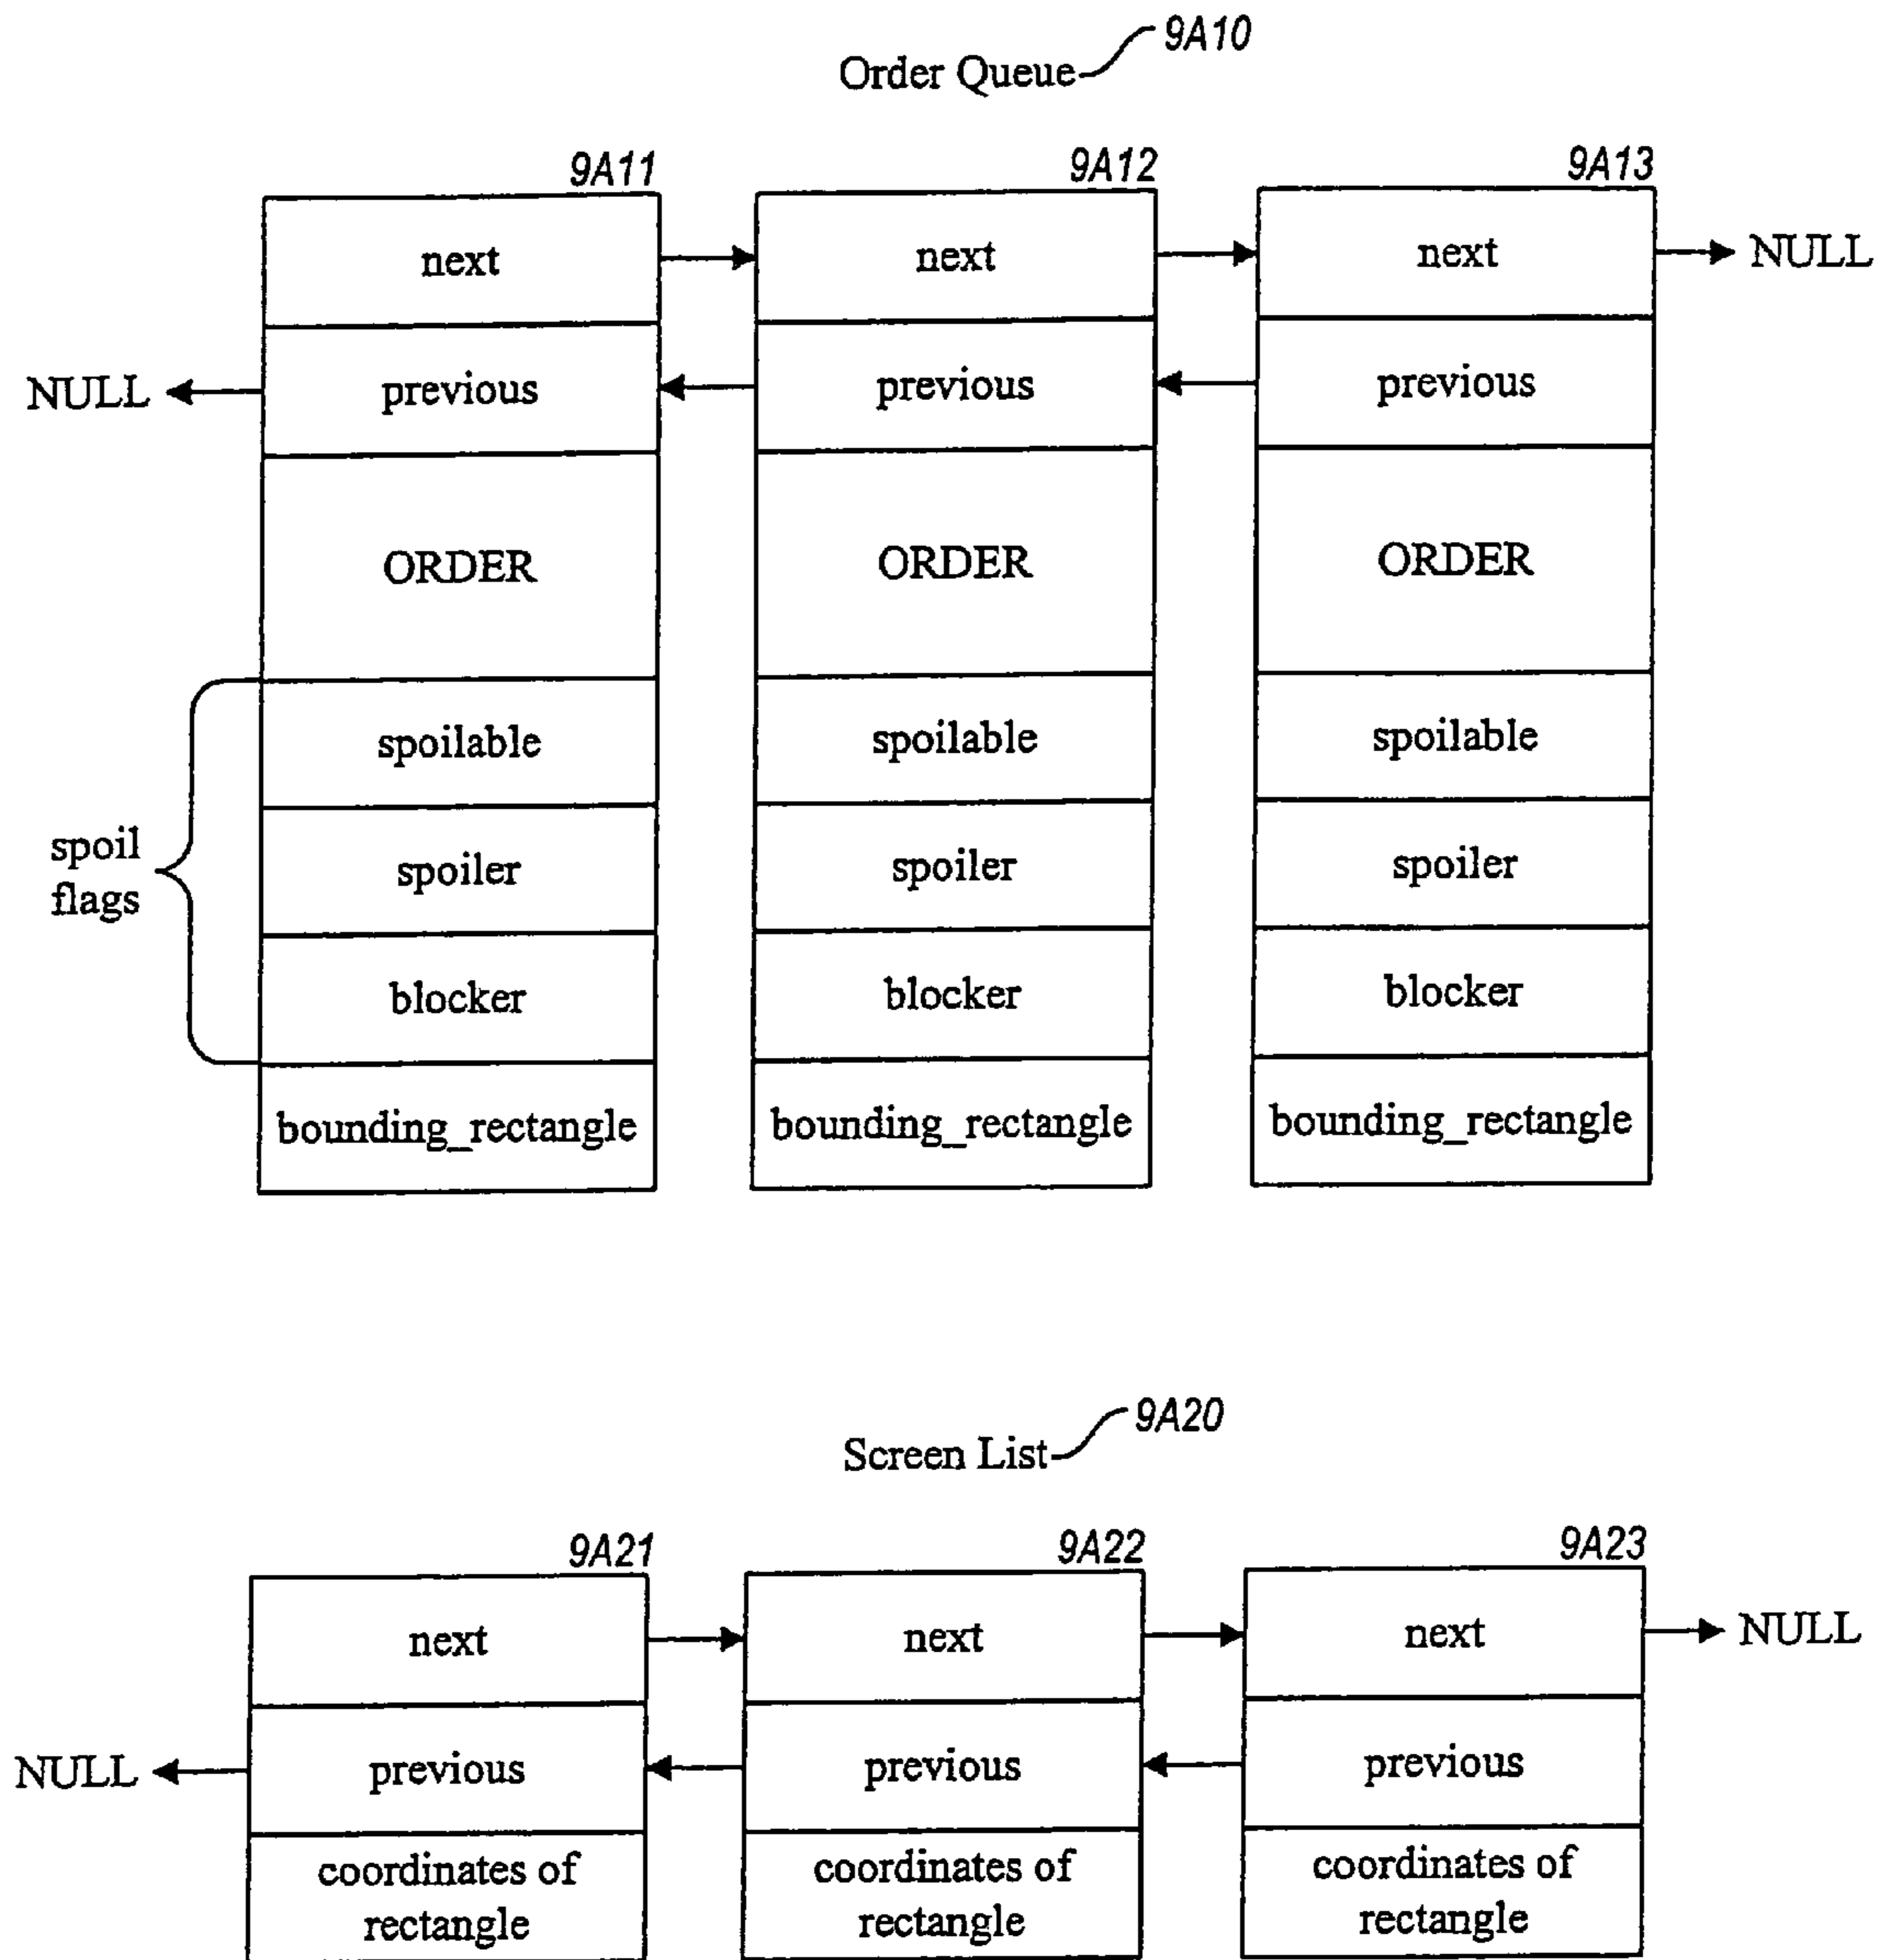 9A10
Order Queue
9A11 9A12 9A13
next next next NULL
NULL previous previous previous
ORDER ORDER ORDER
spoilable spoilable spoilable
spoil
flags
spoiler spoiler spoiler
blocker blocker blocker
bounding_rectangle bounding_rectangle bounding_rectangle
9A20
Screen List
9A21 9A22 9A23
next next next NULL
NULL previous previous previous
coordinates of coordinates of coordinates of
rectangle rectangle rectangle